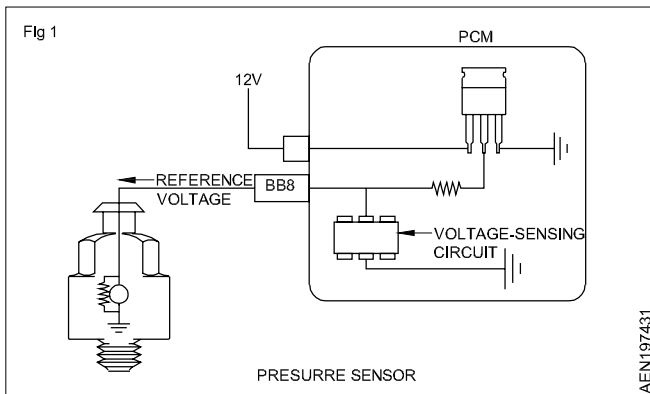 Fig 1
PCM
12V
REFERENCE
VOLTAGE
BB8
VOLTAGE-SENSING
CIRCUIT
PRESURRE SENSOR
AEN197431